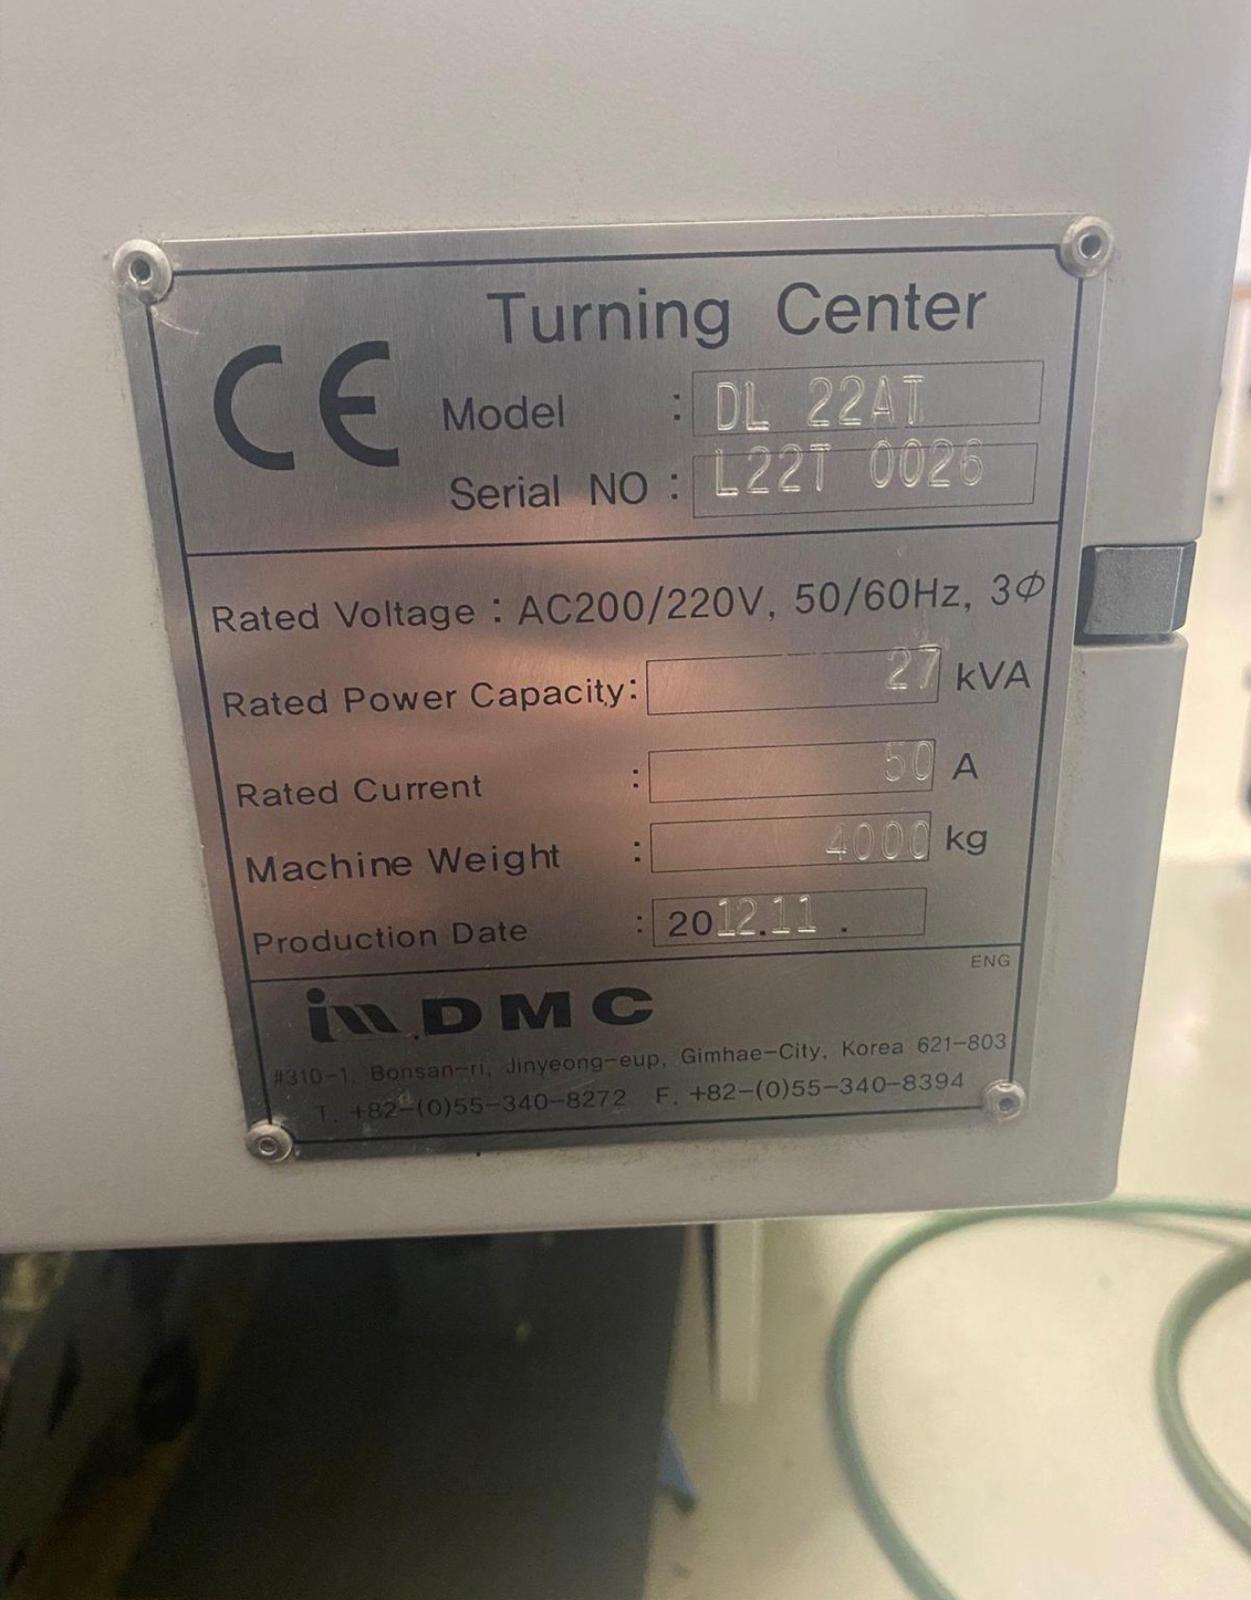 CE
Turning Center
Model : DL 22AT
Serial NO : L22T 0026
Rated Voltage : AC200/220V, 50/60Hz, 3Φ
Rated Power Capacity: 27 kVA
Rated Current : 50 A
Machine Weight : 4000 kg
Production Date : 2012.11 .
ENG
DMC
#310-1, Bonsan-ri, Jinyeong-eup, Gimhae-City, Korea 621-803
T. +82-(0)55-340-8272 F. +82-(0)55-340-8394